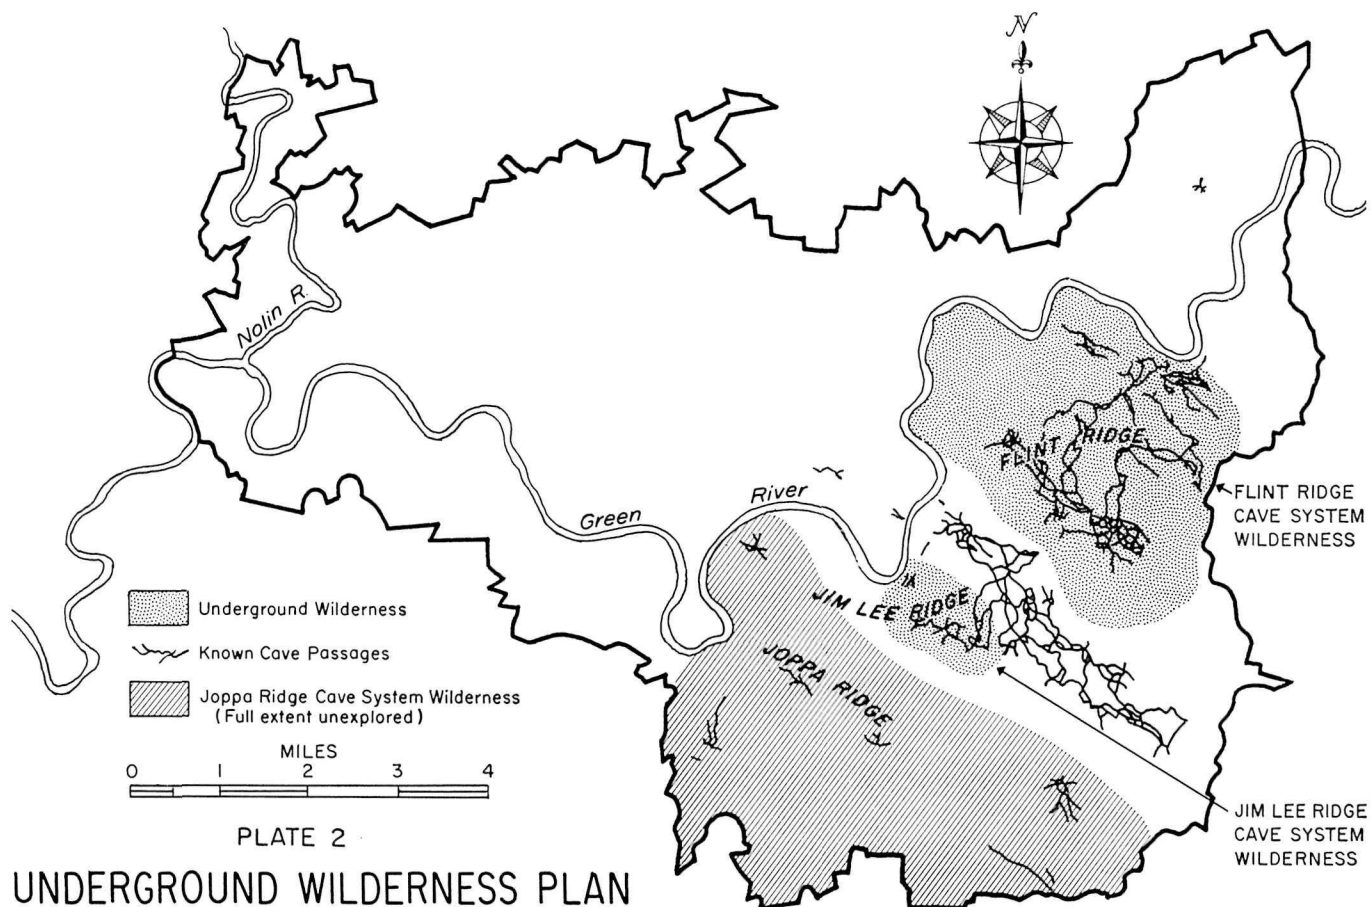 N
Nolin R.
FLINT RIDGE
FLINT RIDGE
CAVE SYSTEM
WILDERNESS
River
Green
JIM LEE RIDGE
JOPPA RIDGE
Underground Wilderness
Known Cave Passages
Joppa Ridge Cave System Wilderness
(Full extent unexplored)
MILES
0 1 2 3 4
JIM LEE RIDGE
CAVE SYSTEM
WILDERNESS
PLATE 2
UNDERGROUND WILDERNESS PLAN